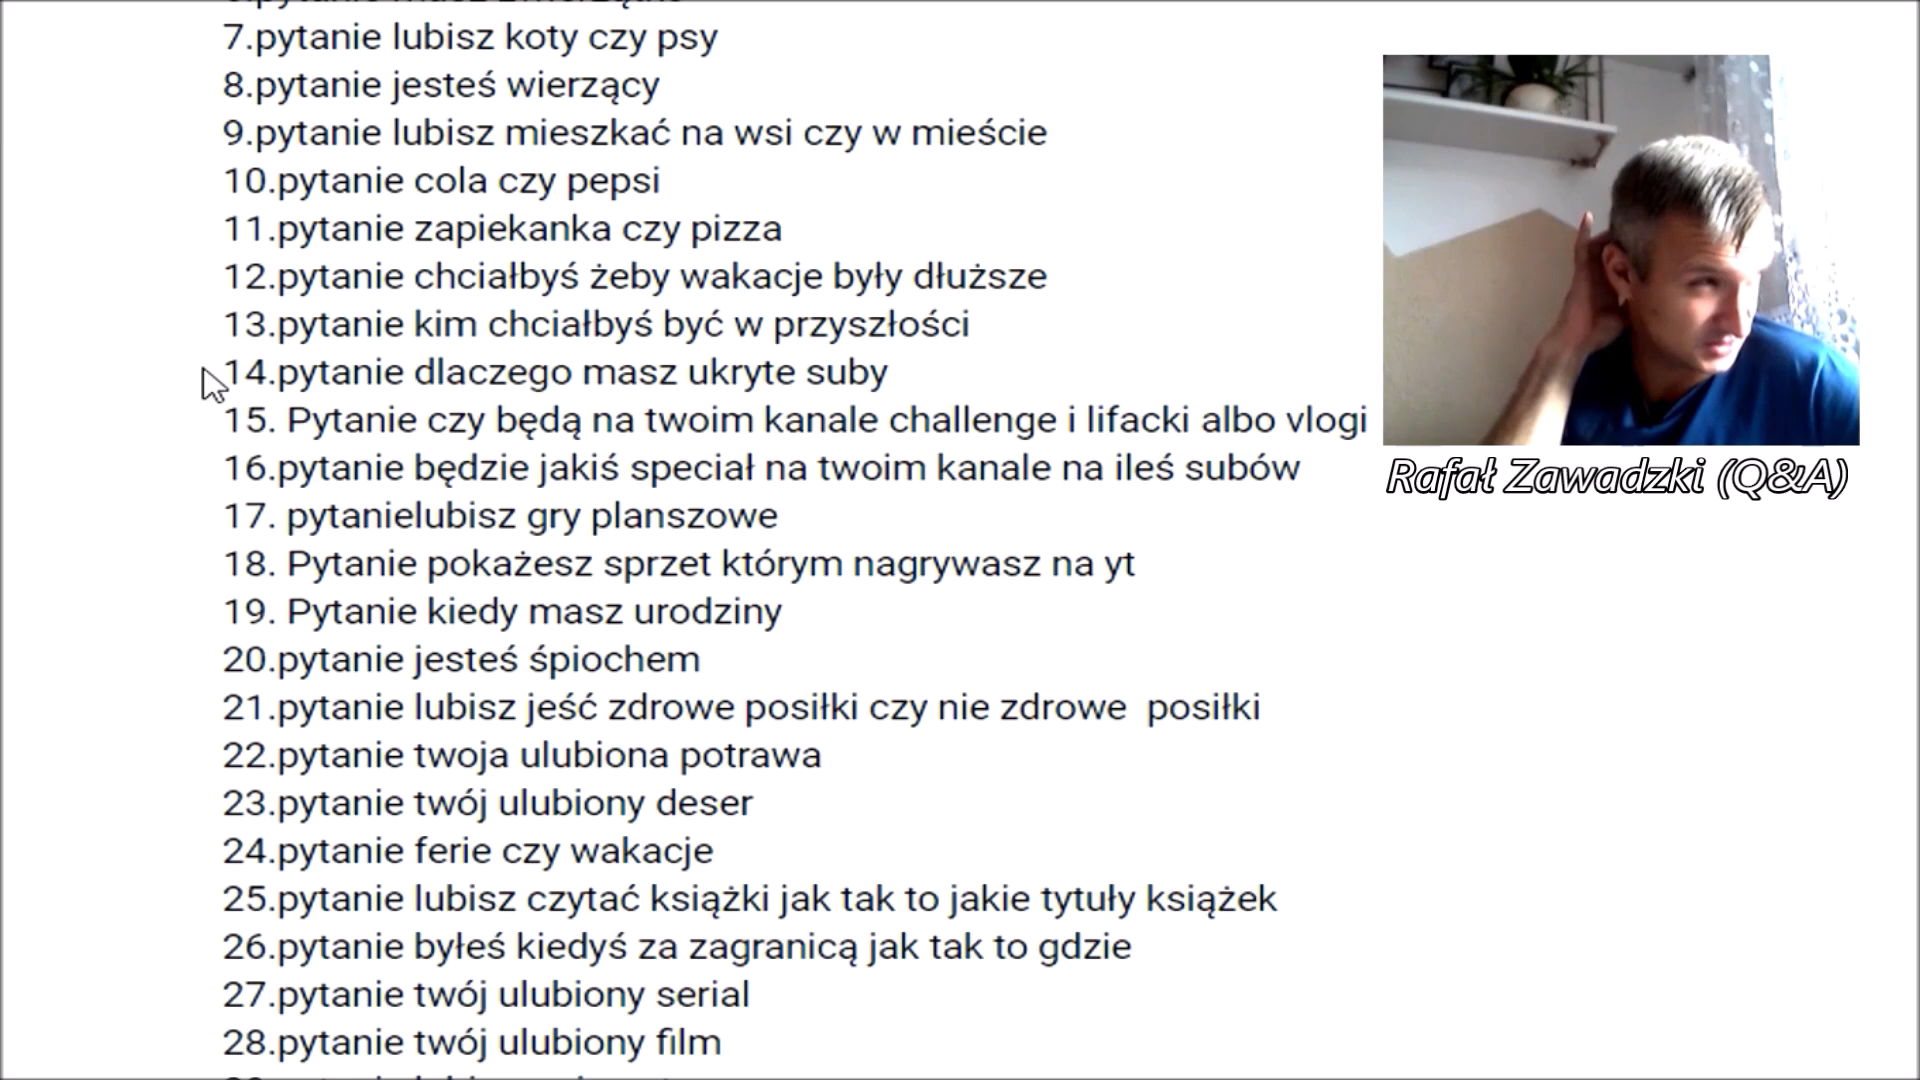 7.pytanie lubisz koty czy psy
8.pytanie jesteś wierzący
9.pytanie lubisz mieszkać na wsi czy w mieście
10.pytanie cola czy pepsi
11.pytanie zapiekanka czy pizza
12.pytanie chciałbyś żeby wakacje były dłuższe
13.pytanie kim chciałbyś być w przyszłości
14.pytanie dlaczego masz ukryte suby
15. Pytanie czy będą na twoim kanale challenge i lifacki albo vlogi
16.pytanie będzie jakiś speciał na twoim kanale na ileś subów
17. pytanielubisz gry planszowe
18. Pytanie pokażesz sprzet którym nagrywasz na yt
19. Pytanie kiedy masz urodziny
20.pytanie jesteś śpiochem
21.pytanie lubisz jeść zdrowe posiłki czy nie zdrowe  posiłki
22.pytanie twoja ulubiona potrawa
23.pytanie twój ulubiony deser
24.pytanie ferie czy wakacje
25.pytanie lubisz czytać książki jak tak to jakie tytuły książek
26.pytanie byłeś kiedyś za zagranicą jak tak to gdzie
27.pytanie twój ulubiony serial
28.pytanie twój ulubiony film
Rafał Zawadzki (Q&A)